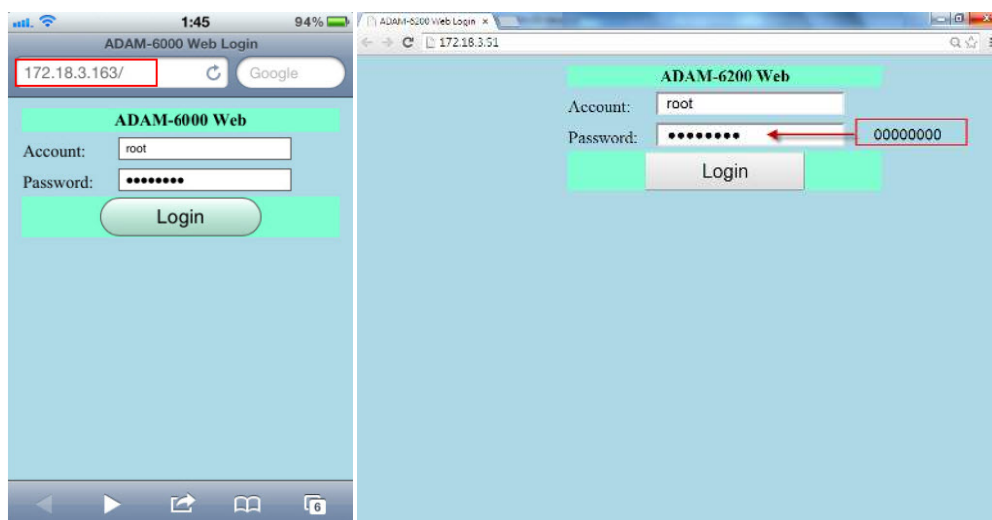 1:45
94%
ADAM-6000 Web Login
172.18.3.163/
Google
ADAM-6000 Web
Account:
root
Password:
••••••••
Login
6
ADAM-6200 Web Login
172.18.3.51
ADAM-6200 Web
Account:
root
Password:
••••••••
00000000
Login